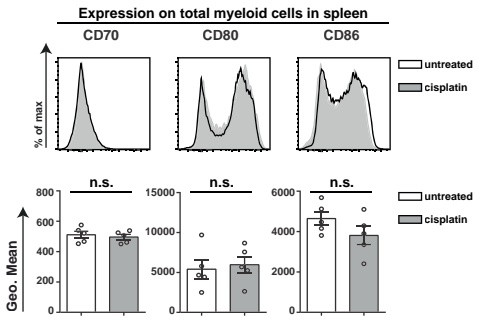 Expression on total myeloid cells in spleen
CD70 CD80 CD86
% of max
untreated
cisplatin
n.s. n.s. n.s.
untreated
cisplatin
Geo. Mean
800 15000 6000
600
10000 4000
400
5000 2000
200
0 0 0